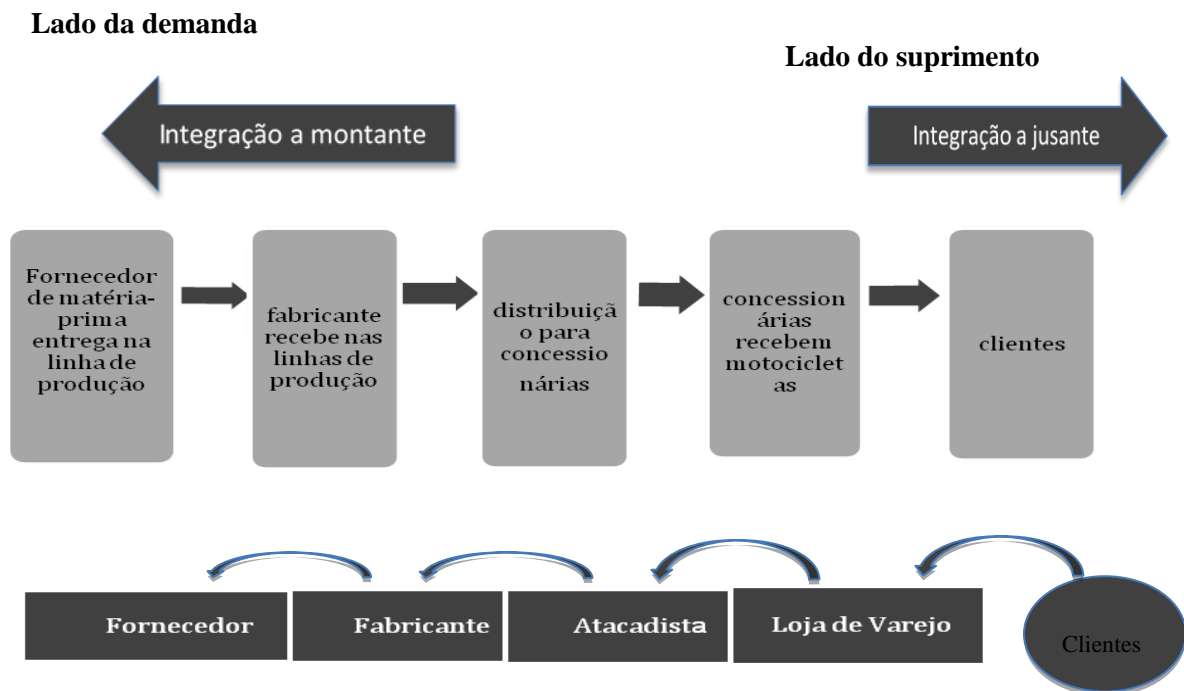 Lado da demanda
Lado do suprimento
Integração a montante
Integração a jusante
Fornecedor
de matéria-
prima
entrega na
linha de
produção
fabricante
recebe nas
linhas de
produção
distribuiçã
o para
concessio
nárias
concession
árias
recebem
motociclet
as
clientes
Fornecedor
Fabricante
Atacadista
Loja de Varejo
Clientes